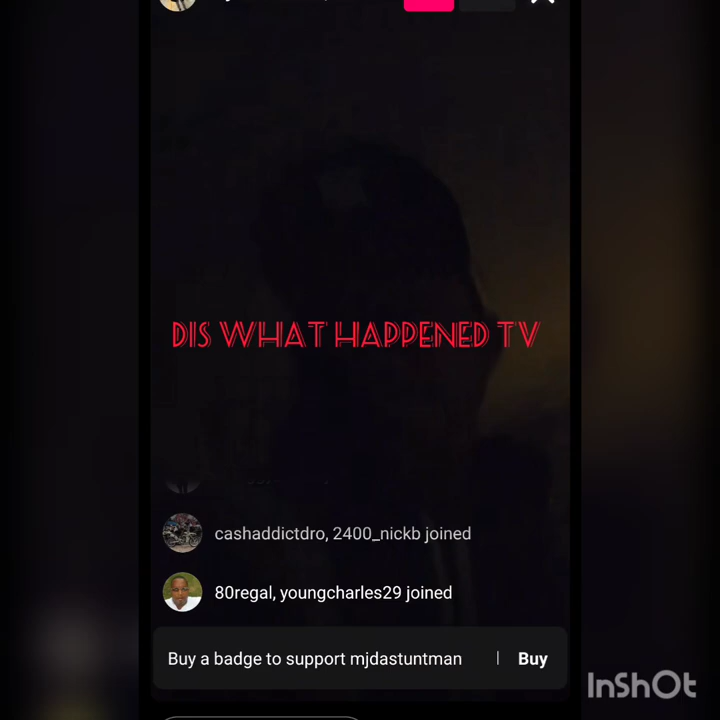 DIS WHAT HAPPENED TV
cashaddictdro, 2400_nickb joined
80regal, youngcharles29 joined
Buy a badge to support mjdastuntman | Buy
InShOt